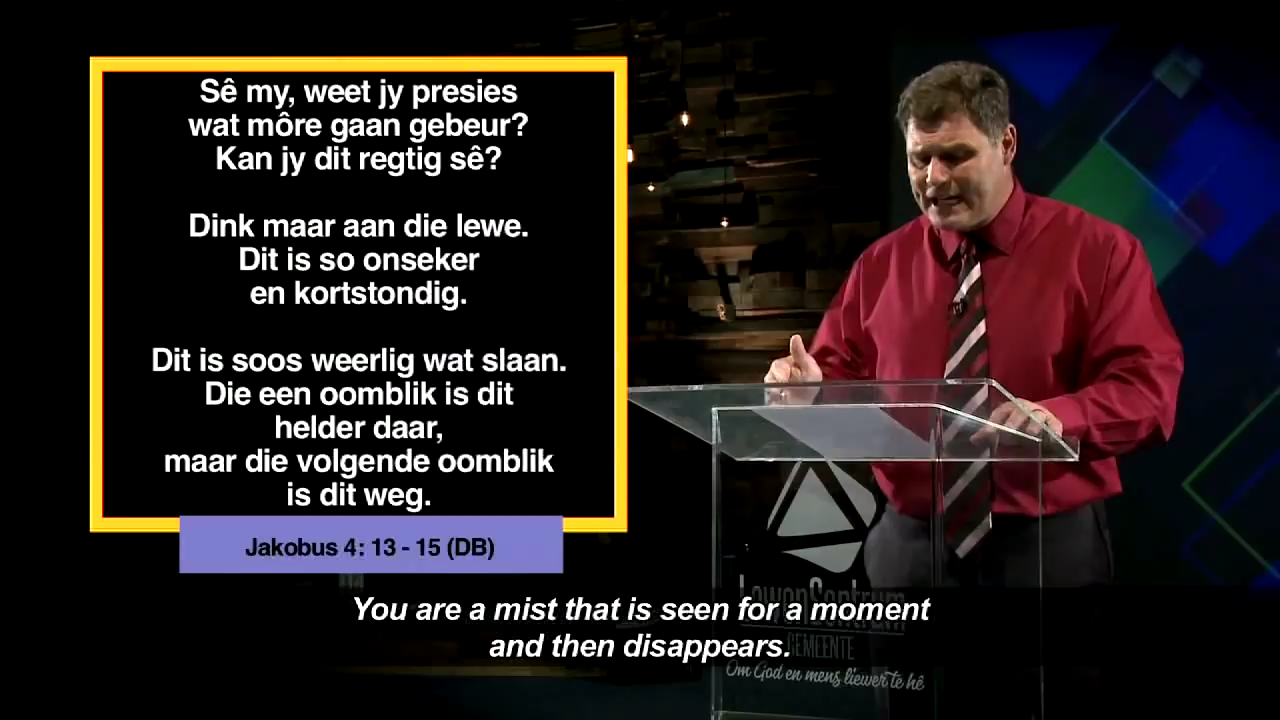 Sê my, weet jy presies
wat môre gaan gebeur?
Kan jy dit regtig sê?
Dink maar aan die lewe.
Dit is so onseker
en kortstondig.
Dit is soos weerlig wat slaan.
Die een oomblik is dit
helder daar,
maar die volgende oomblik
is dit weg.
Jakobus 4: 13 - 15 (DB)
LewenSentrum
GEMEENTE
Om God en mens liewer te hê
You are a mist that is seen for a moment
and then disappears.